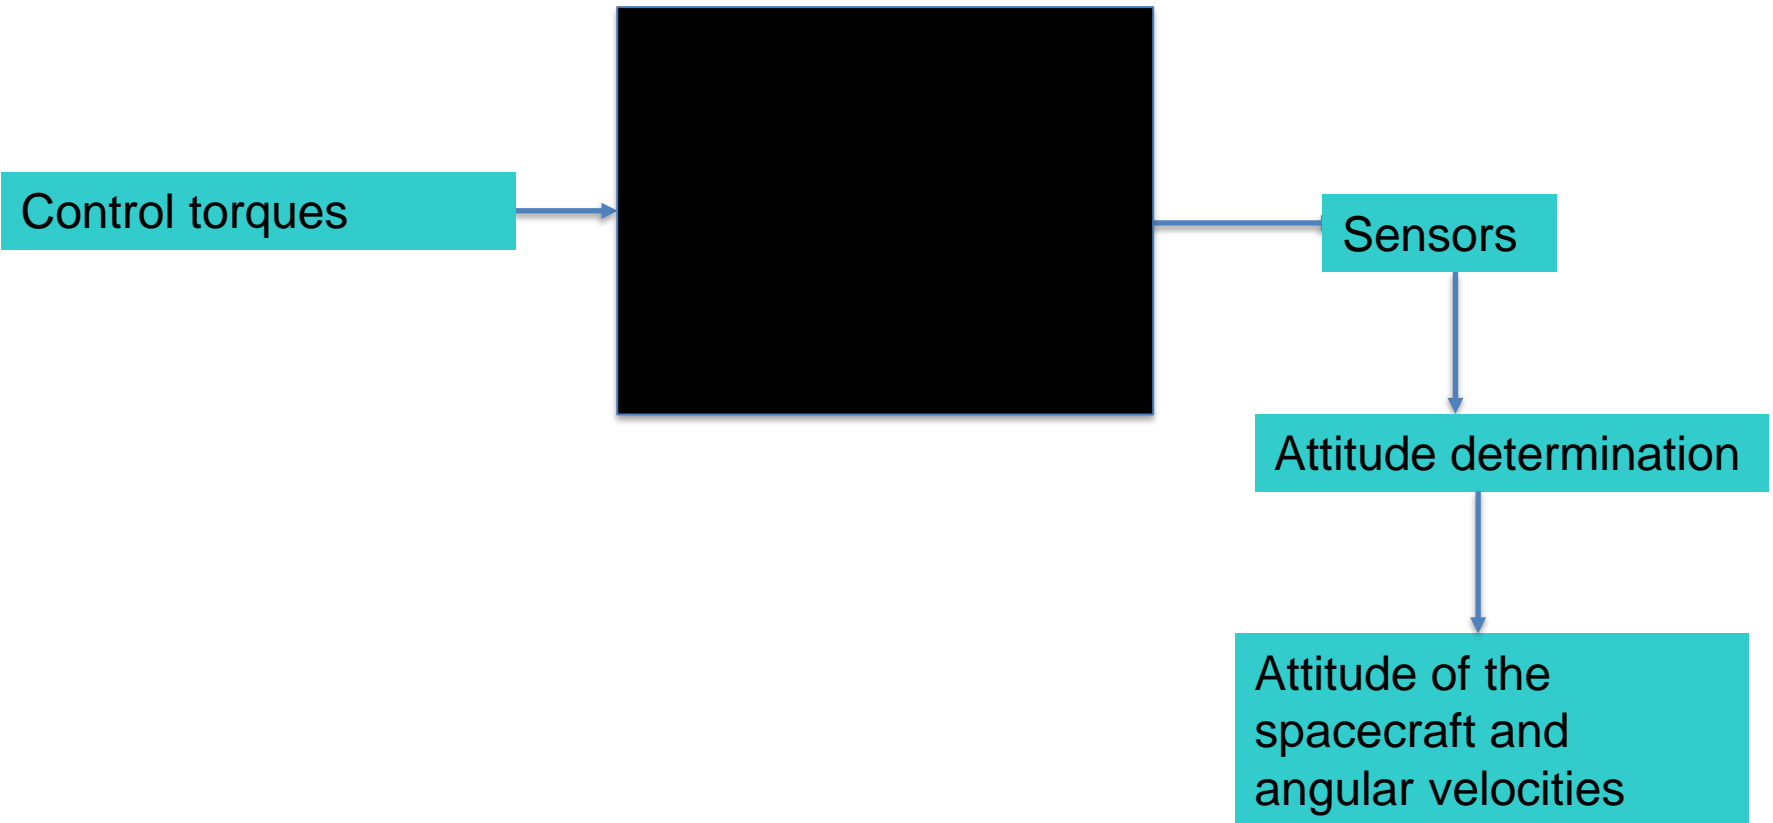 Control torques
Sensors
Attitude determination
Attitude of the
spacecraft and
angular velocities